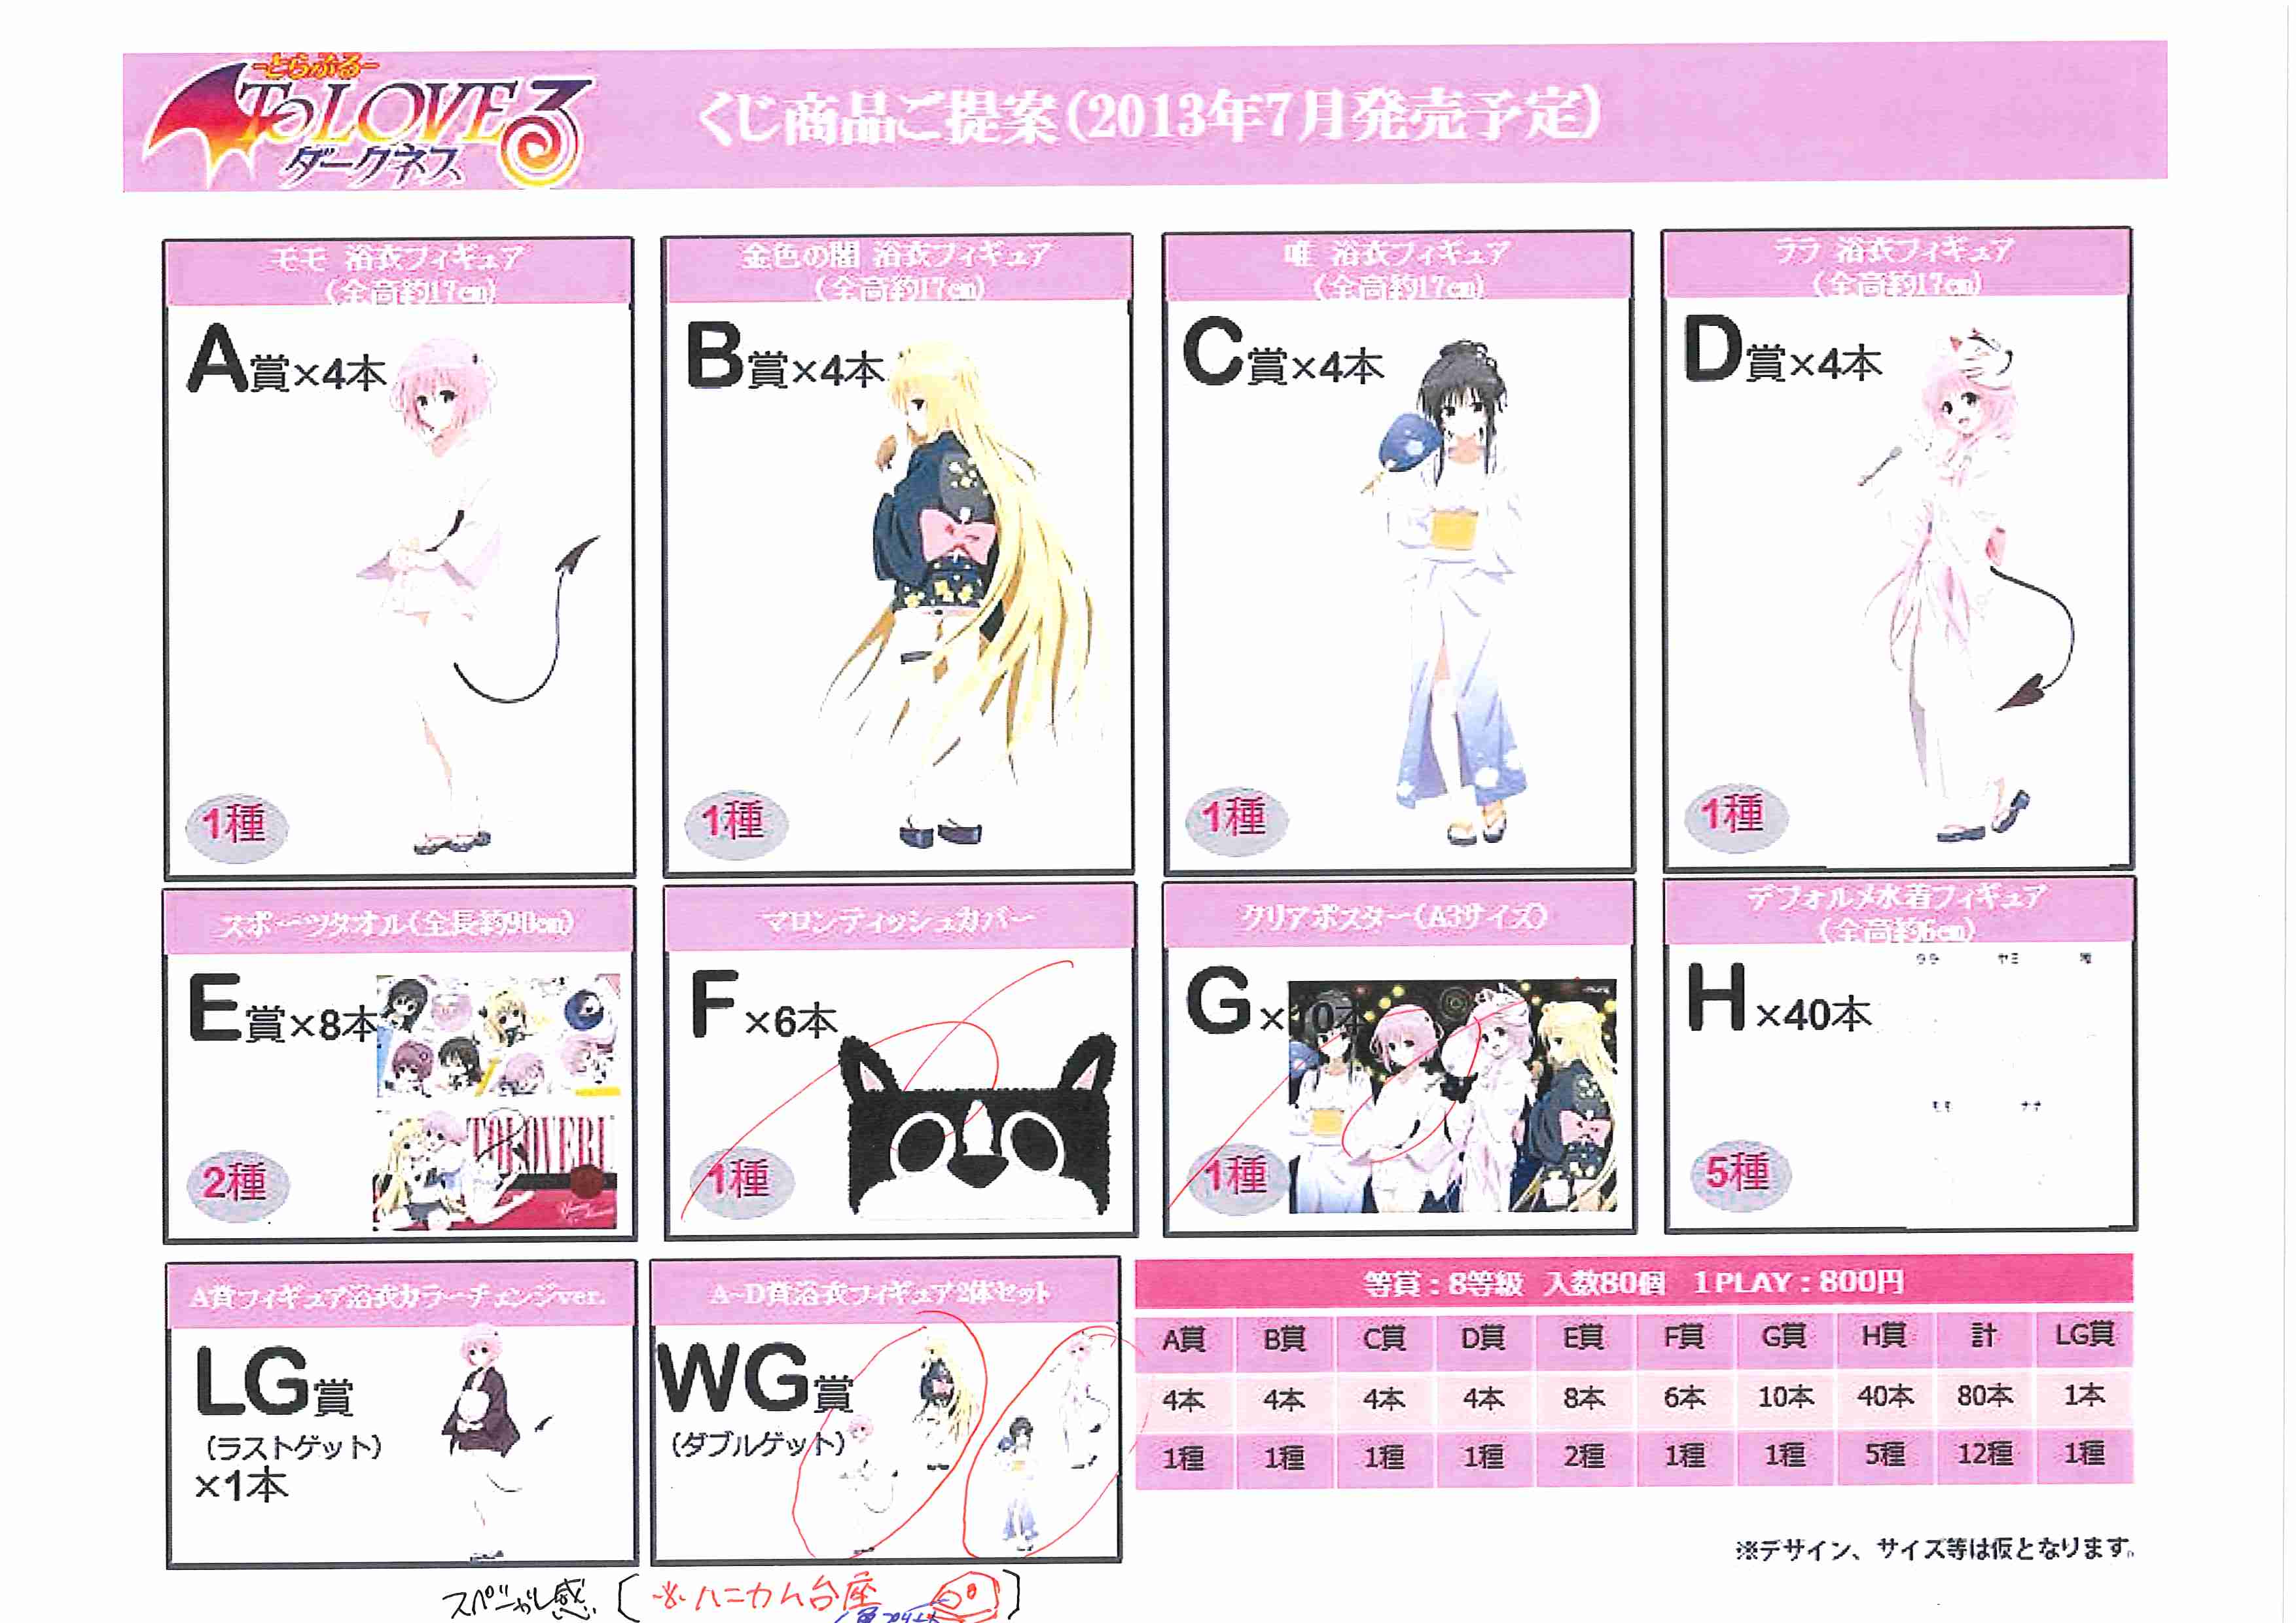 -とらぶる-
ToLOVEる
ダークネス
くじ商品ご提案(2013年7月発売予定)
モモ 浴衣フィギュア
(全高約17cm)
A賞×4本
1種
金色の闇 浴衣フィギュア
(全高約17cm)
B賞×4本
1種
唯 浴衣フィギュア
(全高約17cm)
C賞×4本
1種
ララ 浴衣フィギュア
(全高約17cm)
D賞×4本
1種
スポーツタオル(全長約90cm)
E賞×8本
2種
マロンティッシュカバー
F×6本
1種
クリアポスター(A3サイズ)
G×10本
1種
デフォルメ水着フィギュア
(全高約6cm)
H×40本
ララ ヤミ 唯
モモ ナナ
5種
A賞フィギュア浴衣カラーチェンジver.
LG賞
(ラストゲット)
×1本
A~D賞浴衣フィギュア2体セット
WG賞
(ダブルゲット)
等賞：8等級 入数80個 1PLAY：800円
A賞 B賞 C賞 D賞 E賞 F賞 G賞 H賞 計 LG賞
4本 4本 4本 4本 8本 6本 10本 40本 80本 1本
1種 1種 1種 1種 2種 1種 1種 5種 12種 1種
※デザイン、サイズ等は仮となります。
スペシャル感 [※ハニカム台座 ]